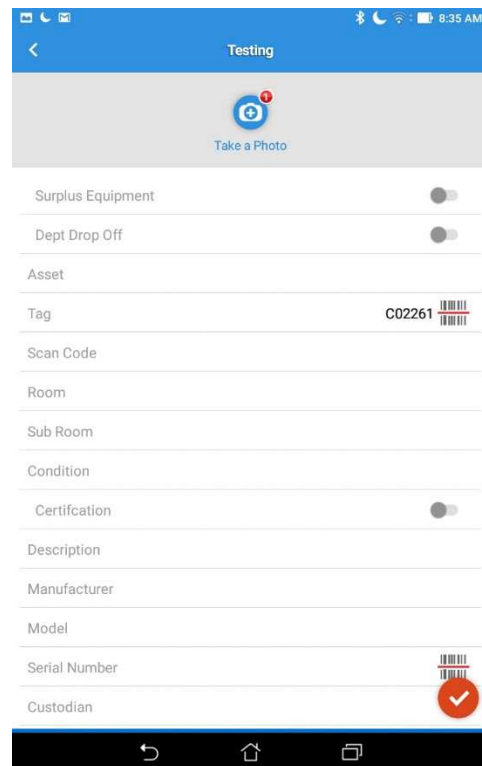 8:35 AM
Testing
1
Take a Photo
Surplus Equipment
Dept Drop Off
Asset
Tag C02261
Scan Code
Room
Sub Room
Condition
Certifcation
Description
Manufacturer
Model
Serial Number
Custodian